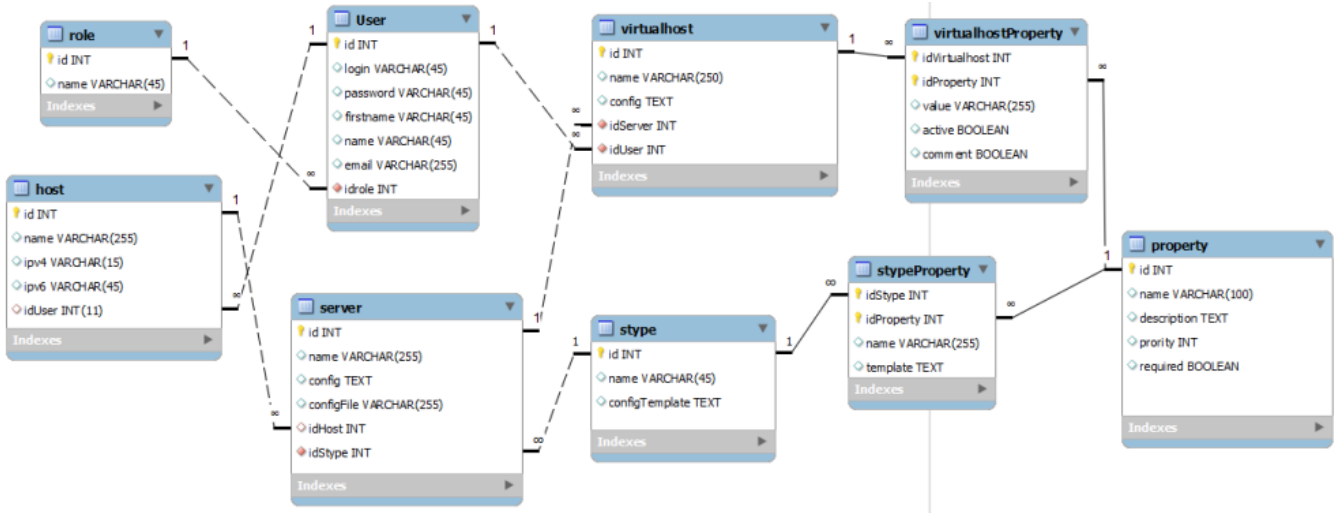 role
id INT
name VARCHAR(45)
Indexes
1
User
id INT
login VARCHAR(45)
password VARCHAR(45)
firstname VARCHAR(45)
name VARCHAR(45)
email VARCHAR(255)
idrole INT
Indexes
1
1
∞
host
id INT
name VARCHAR(255)
ipv4 VARCHAR(15)
ipv6 VARCHAR(45)
idUser INT(11)
Indexes
1
∞
server
id INT
name VARCHAR(255)
config TEXT
configFile VARCHAR(255)
idHost INT
idStype INT
Indexes
1
∞
∞
virtualhost
id INT
name VARCHAR(250)
config TEXT
idServer INT
idUser INT
Indexes
1
∞
∞
stype
id INT
name VARCHAR(45)
configTemplate TEXT
Indexes
1
1
virtualhostProperty
idVirtualhost INT
idProperty INT
value VARCHAR(255)
active BOOLEAN
comment BOOLEAN
Indexes
∞
∞
stypeProperty
idStype INT
idProperty INT
name VARCHAR(255)
template TEXT
Indexes
∞
∞
property
id INT
name VARCHAR(100)
description TEXT
prority INT
required BOOLEAN
Indexes
1